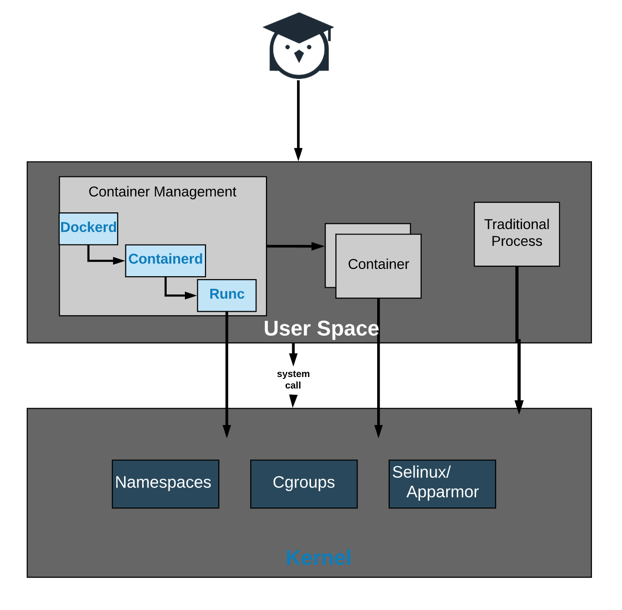 Container Management
Dockerd
Containerd
Runc
Container
Traditional
Process
User Space
system
call
Namespaces
Cgroups
Selinux/
Apparmor
Kernel